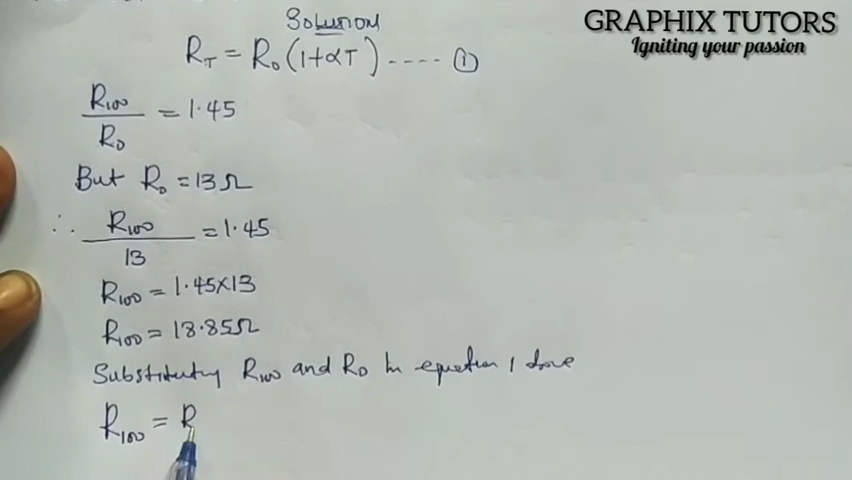 GRAPHIX TUTORS
Igniting your passion
Solution
R_T = R_0 (1+αT) ---- ①
R_100 / R_0 = 1.45
But R_0 = 13Ω
∴ R_100 / 13 = 1.45
R_100 = 1.45×13
R_100 = 18.85Ω
Substituting R_100 and R_0 in equation 1
R_100 = R